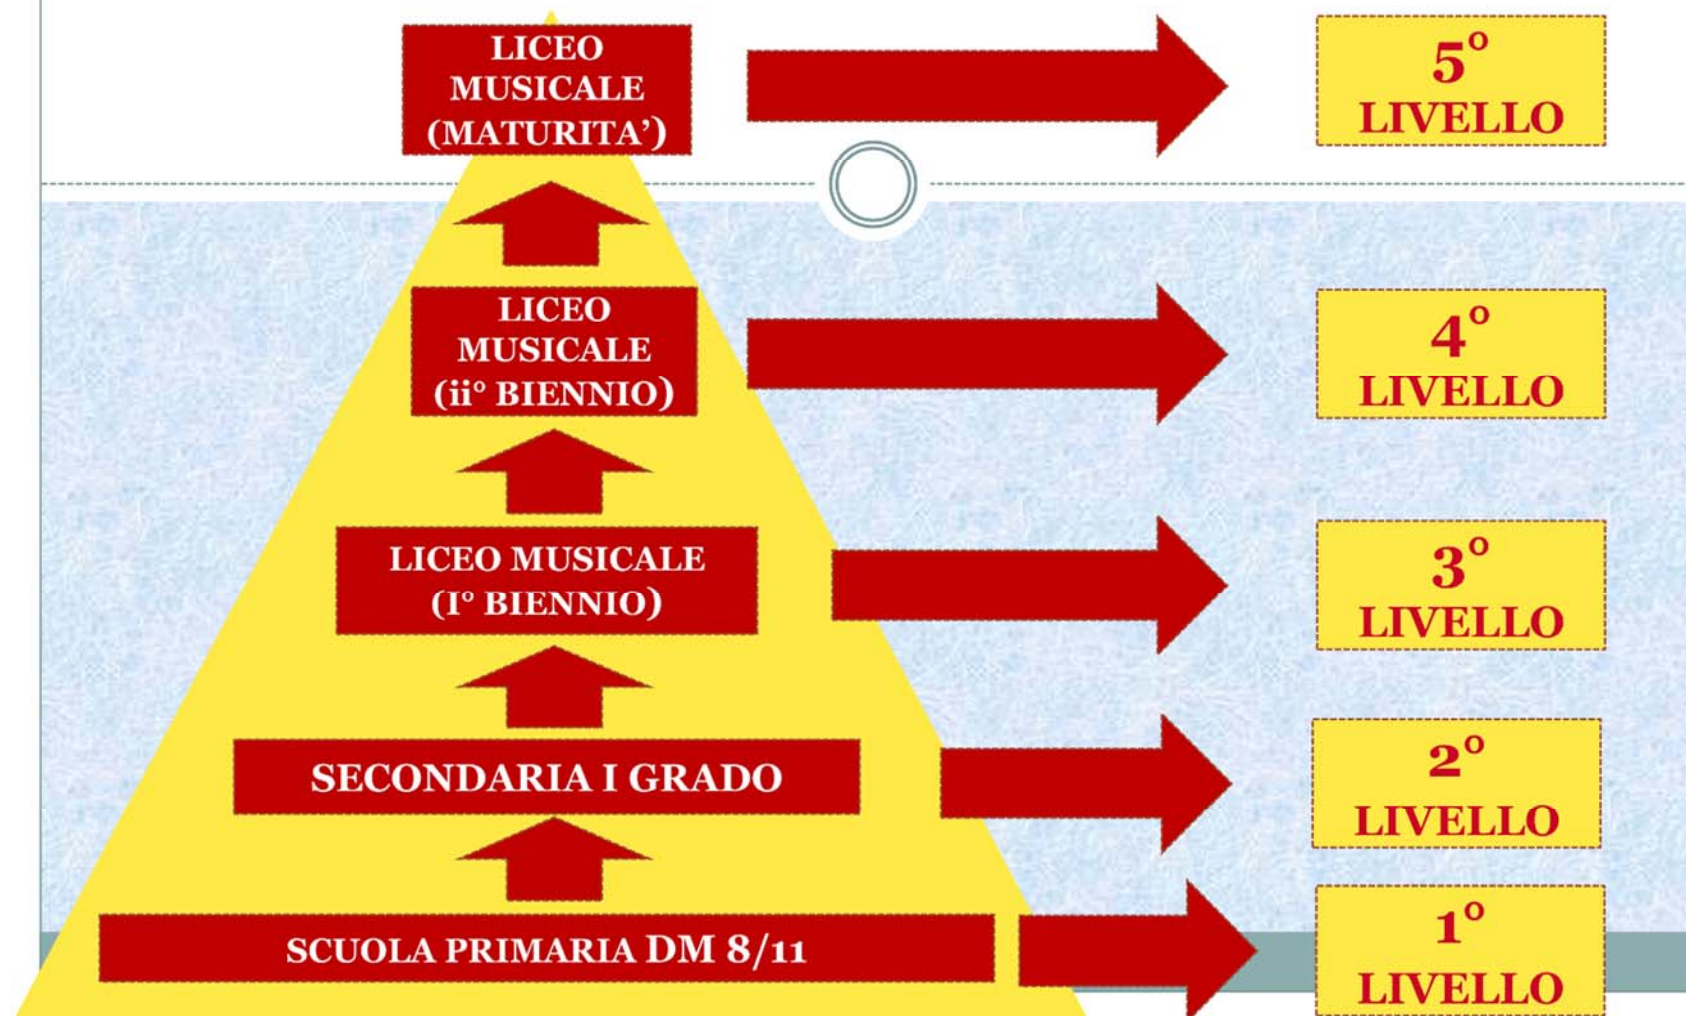 LICEO
MUSICALE
(MATURITA’)
5°
LIVELLO
LICEO
MUSICALE
(ii° BIENNIO)
4°
LIVELLO
LICEO MUSICALE
(I° BIENNIO)
3°
LIVELLO
SECONDARIA I GRADO
2°
LIVELLO
SCUOLA PRIMARIA DM 8/11
1°
LIVELLO